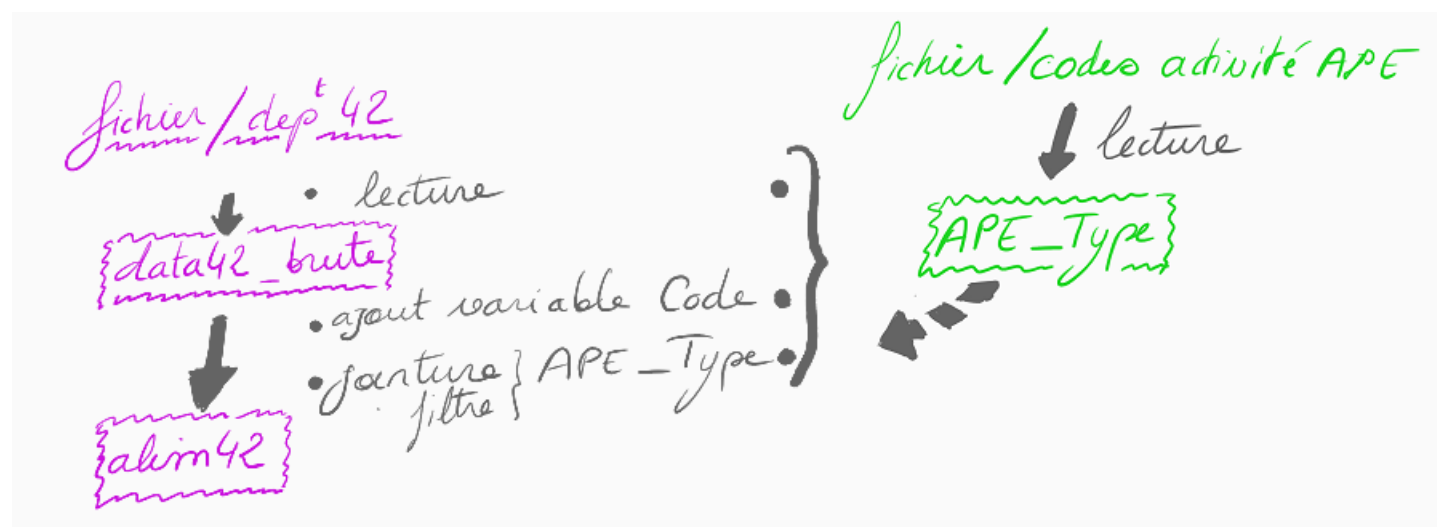 fichier / codes activité APE
lecture
APE_Type
fichier / dept 42
• lecture
data42_brute
• ajout variable Code •
• jointure } APE_Type •
filtre
alim42